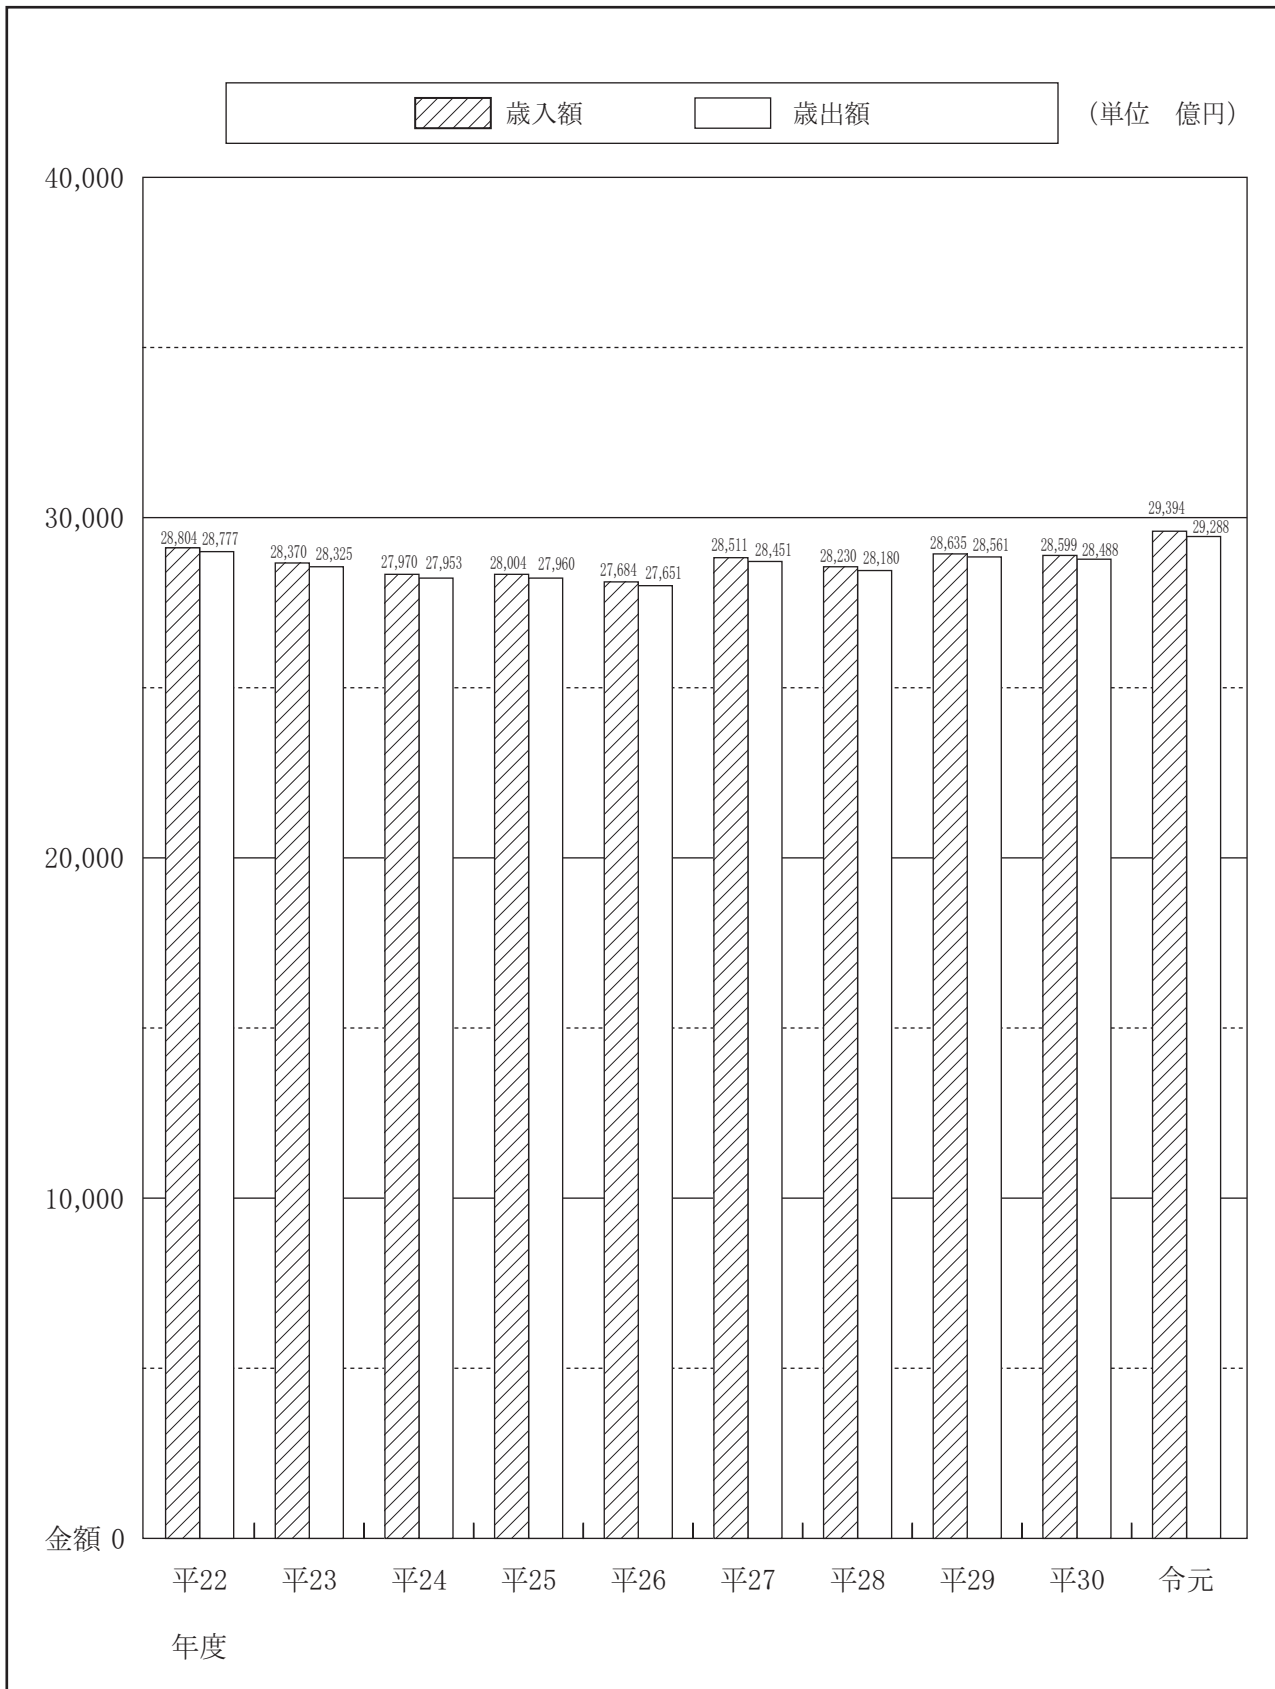 歳入額 歳出額 （単位　億円）
40,000
30,000
20,000
10,000
金額 0
28,804 28,777 28,370 28,325 27,970 27,953 28,004 27,960 27,684 27,651 28,511 28,451 28,230 28,180 28,635 28,561 28,599 28,488 29,394 29,288
平22 平23 平24 平25 平26 平27 平28 平29 平30 令元
年度